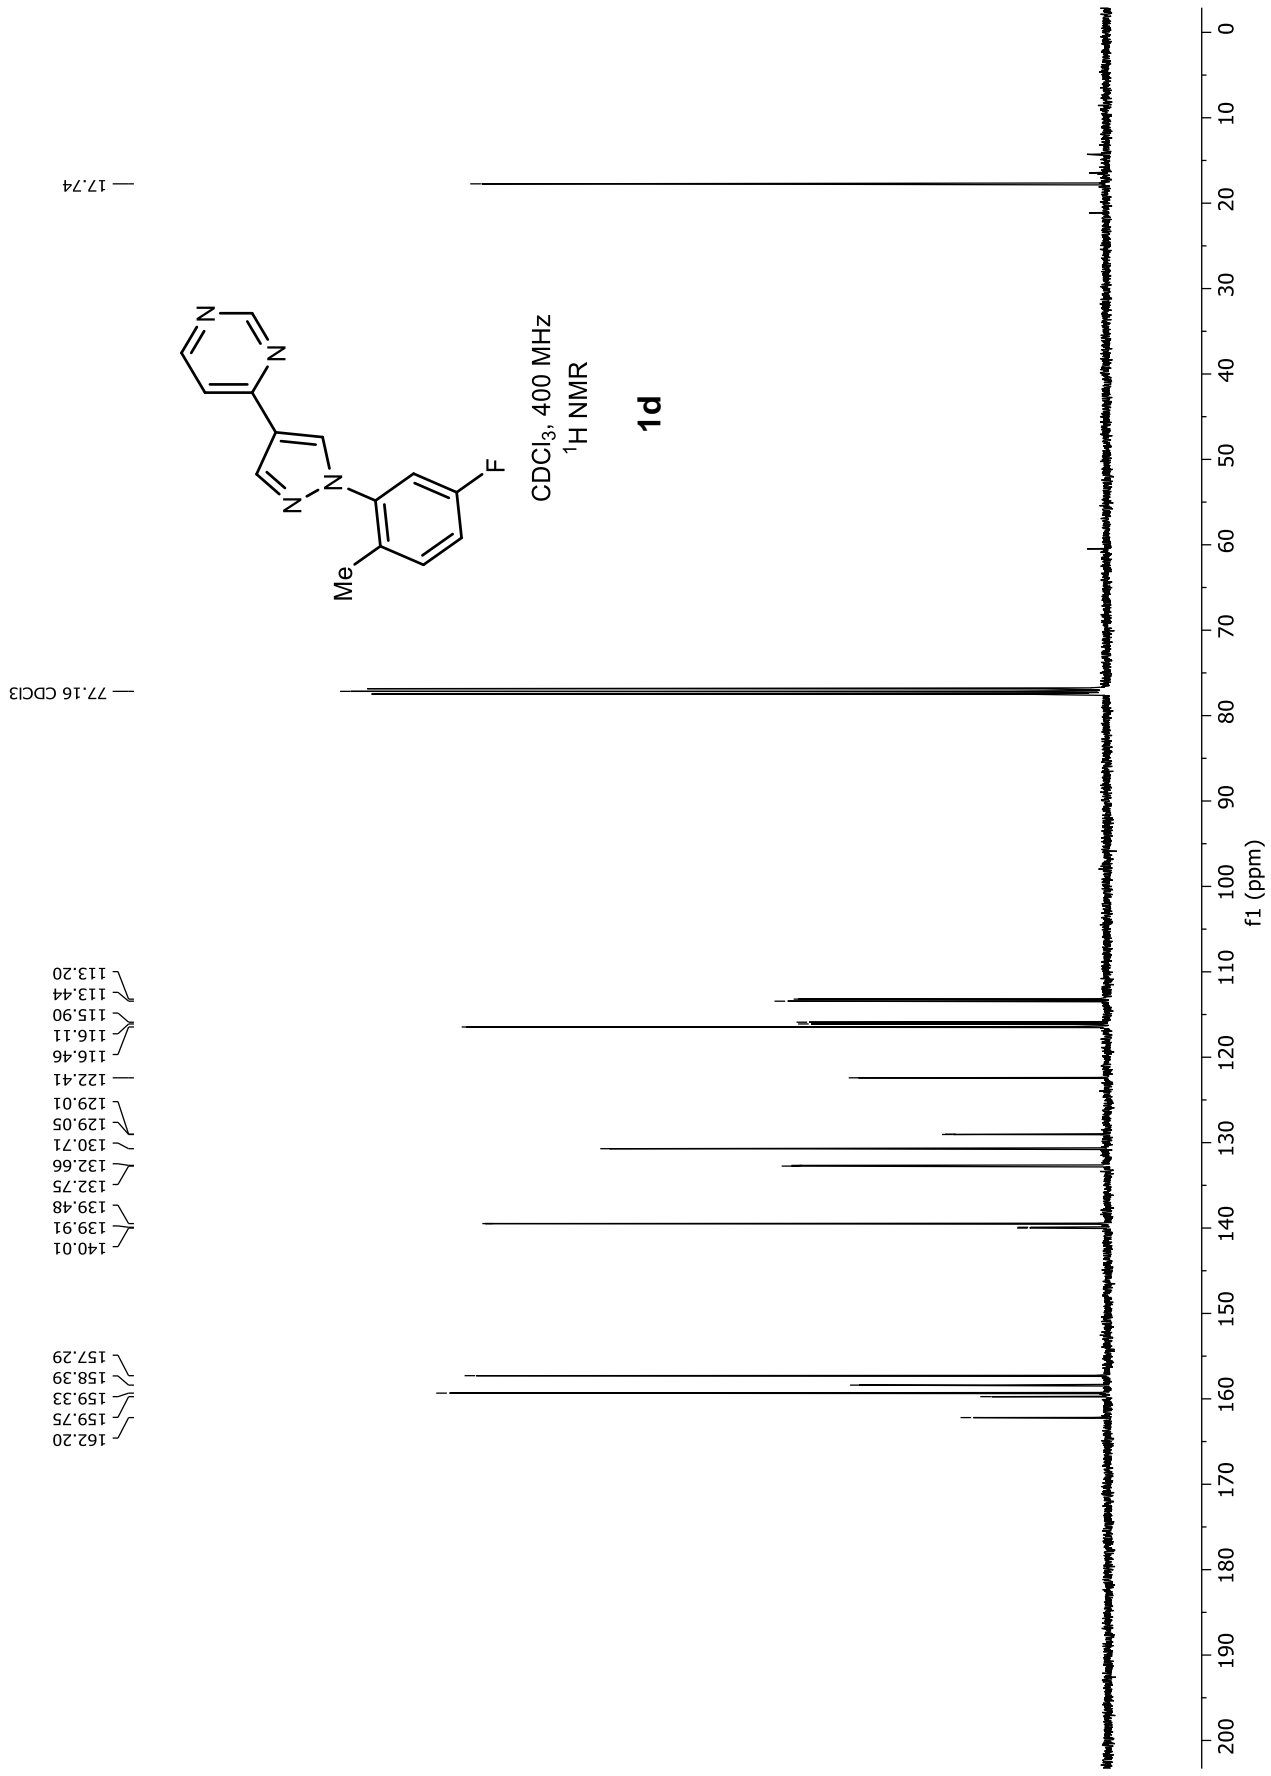 162.20
159.75
159.33
158.39
157.29
140.01
139.91
139.48
132.75
132.66
130.71
129.05
129.01
122.41
116.46
116.11
115.90
113.44
113.20
77.16 CDCl3
17.74
N
N
N
N
Me
F
CDCl₃, 400 MHz
¹H NMR
1d
200 190 180 170 160 150 140 130 120 110 100 90 80 70 60 50 40 30 20 10 0
f1 (ppm)